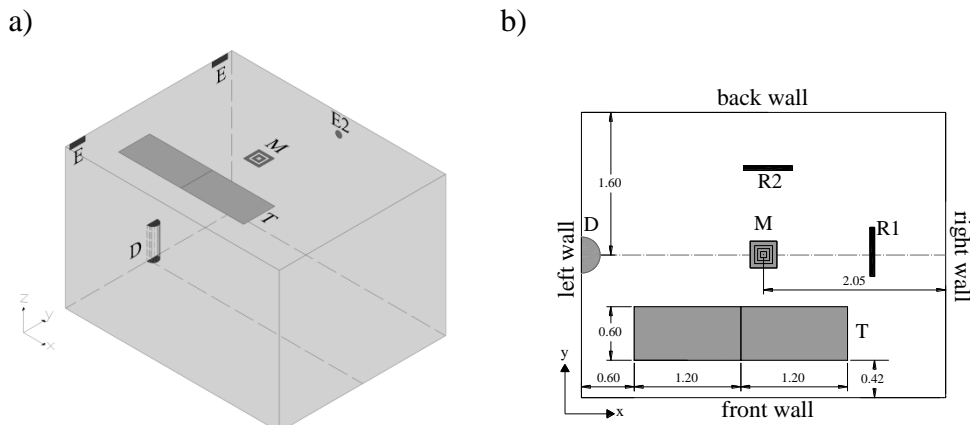 a)
E
E2
E
M
T
D
z
y
x
b)
back wall
1.60
R2
D
M
R1
left wall
right wall
2.05
0.60
T
y
0.60
1.20
1.20
0.42
x
front wall